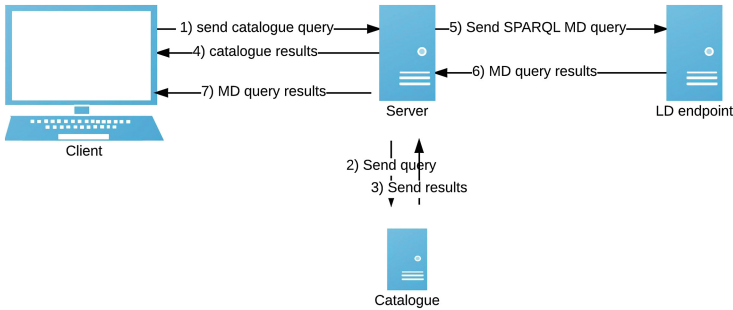 1) send catalogue query
5) Send SPARQL MD query
4) catalogue results
6) MD query results
7) MD query results
Server
LD endpoint
Client
2) Send query
3) Send results
Catalogue